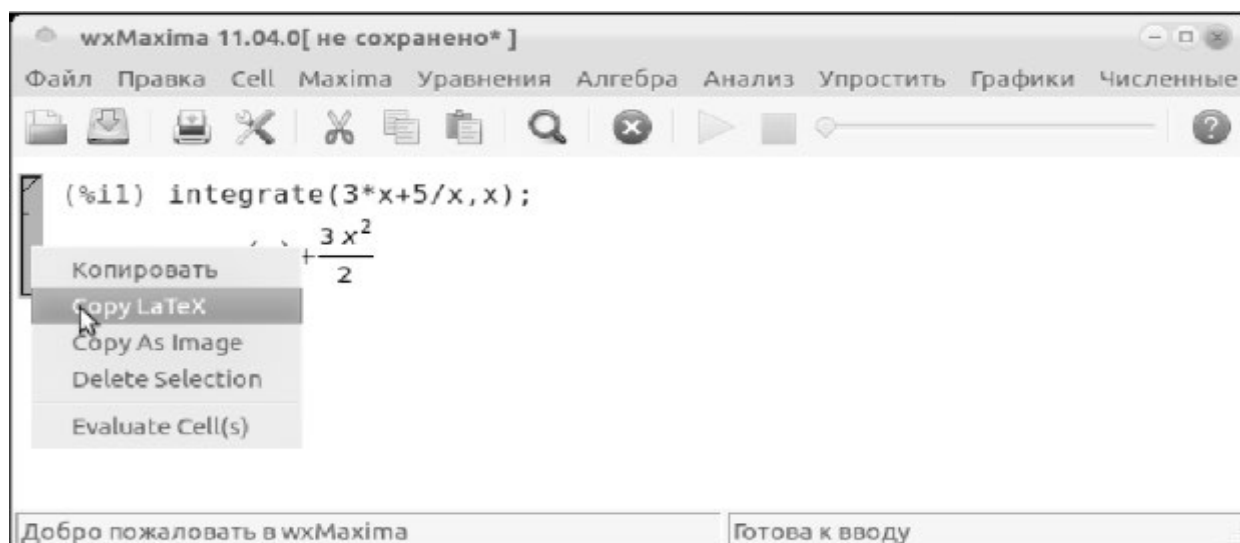 wxMaxima 11.04.0[ не сохранено* ]
Файл Правка Cell Maxima Уравнения Алгебра Анализ Упростить Графики Численные
(%i1) integrate(3*x+5/x,x);
+ 3 x² / 2
Копировать
Copy LaTeX
Copy As Image
Delete Selection
Evaluate Cell(s)
Добро пожаловать в wxMaxima
Готова к вводу